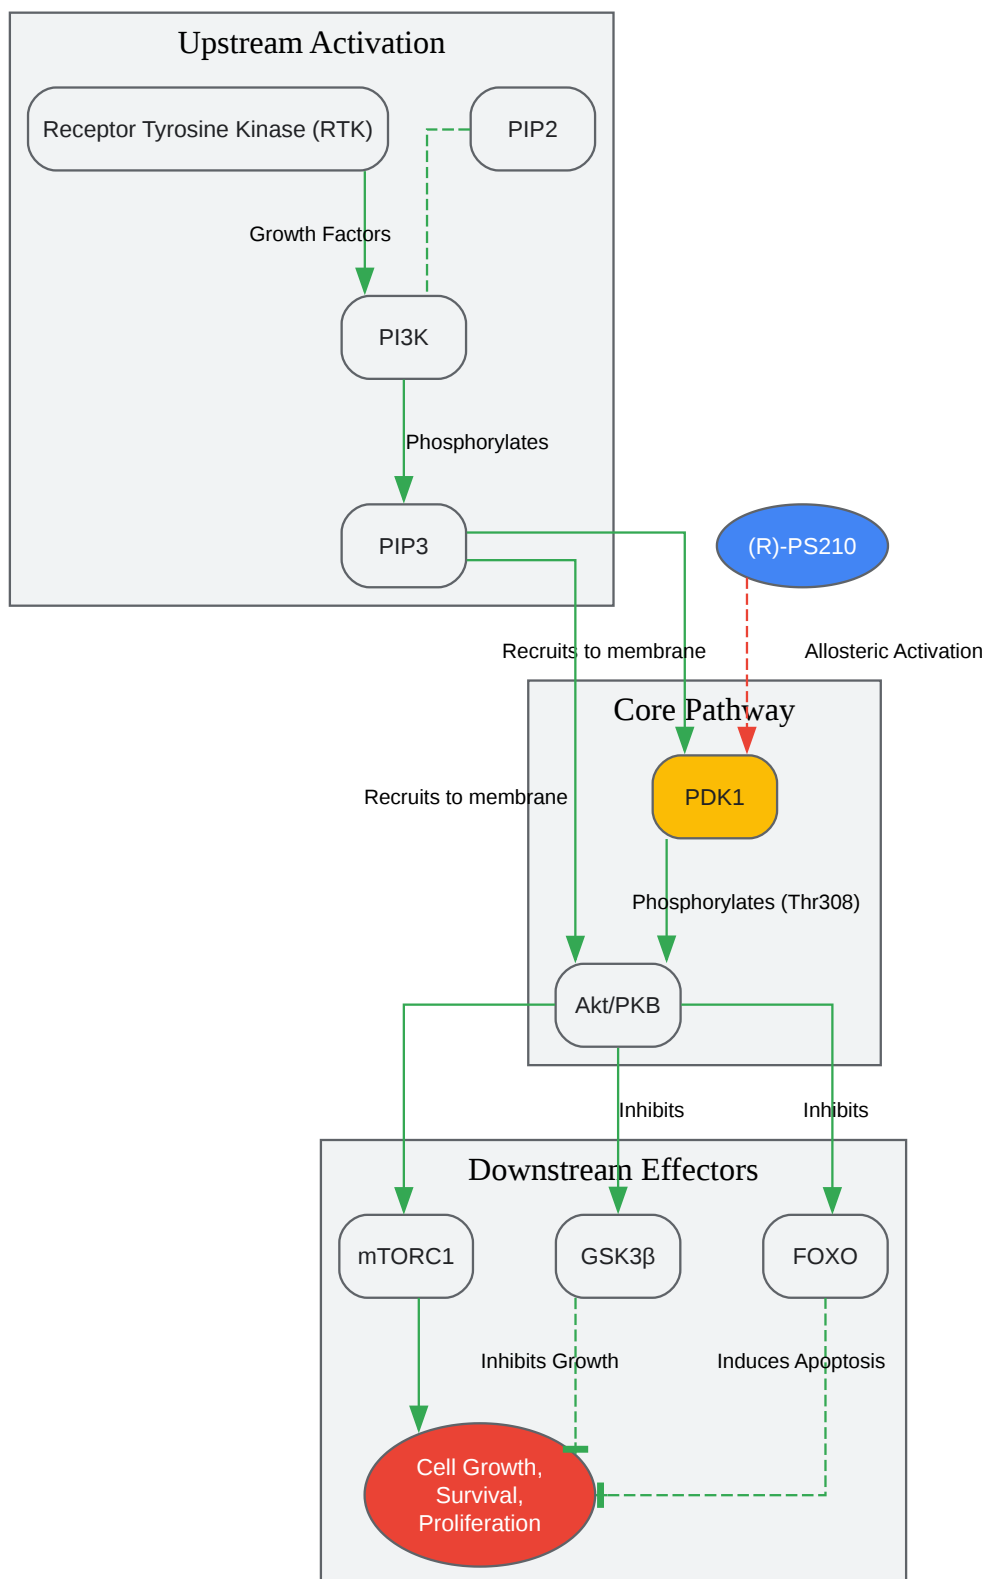 Upstream Activation
Receptor Tyrosine Kinase (RTK)
PIP2
Growth Factors
PI3K
Phosphorylates
PIP3
(R)-PS210
Recruits to membrane
Allosteric Activation
Core Pathway
PDK1
Recruits to membrane
Phosphorylates (Thr308)
Akt/PKB
Inhibits
Inhibits
Downstream Effectors
mTORC1
GSK3β
FOXO
Inhibits Growth
Induces Apoptosis
Cell Growth,
Survival,
Proliferation